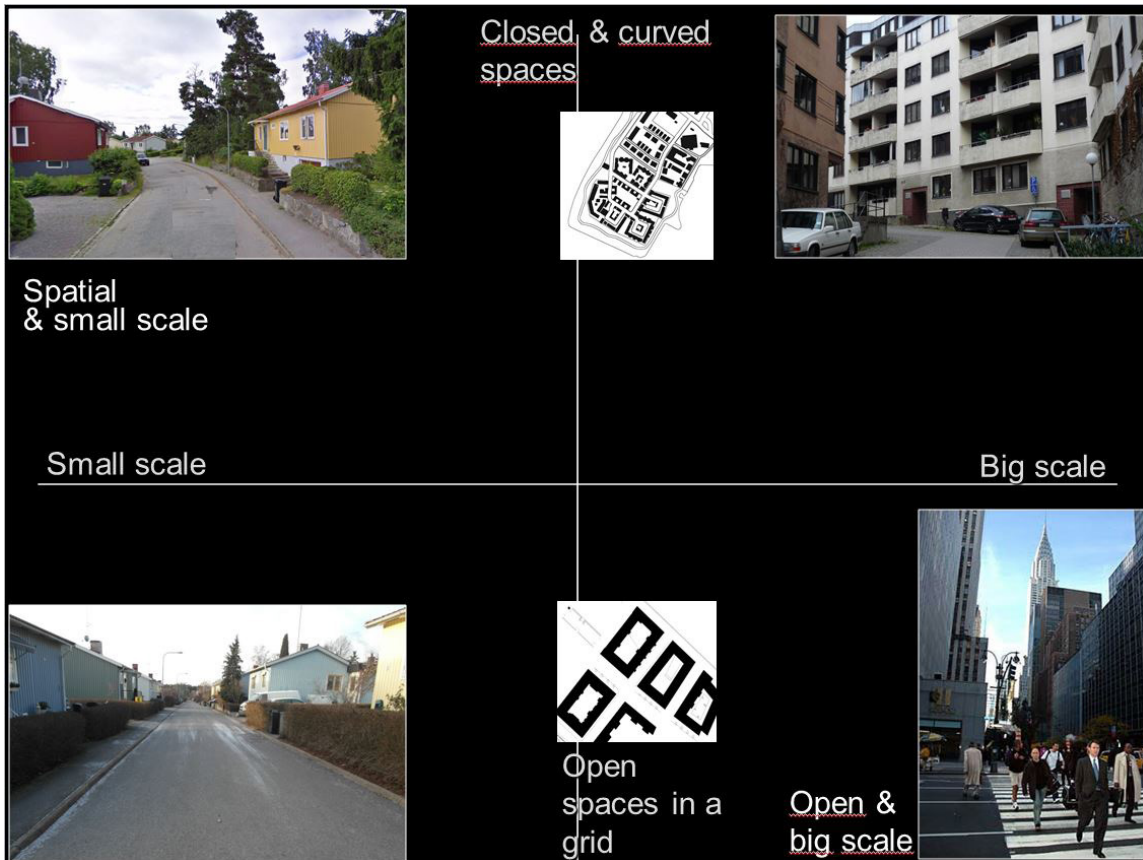 Closed & curved
spaces
Spatial
& small scale
Small scale
Big scale
Open
spaces in a
grid
Open &
big scale